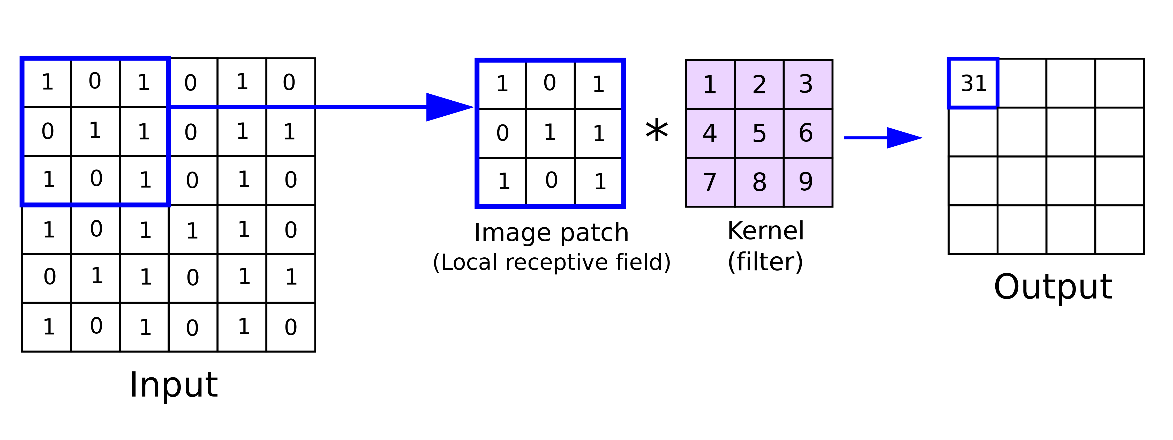 1 0 1 0 1 0
0 1 1 0 1 1
1 0 1 0 1 0
1 0 1 1 1 0
0 1 1 0 1 1
1 0 1 0 1 0
Input
1 0 1
0 1 1
1 0 1
Image patch
(Local receptive field)
*
1 2 3
4 5 6
7 8 9
Kernel
(filter)
31
Output